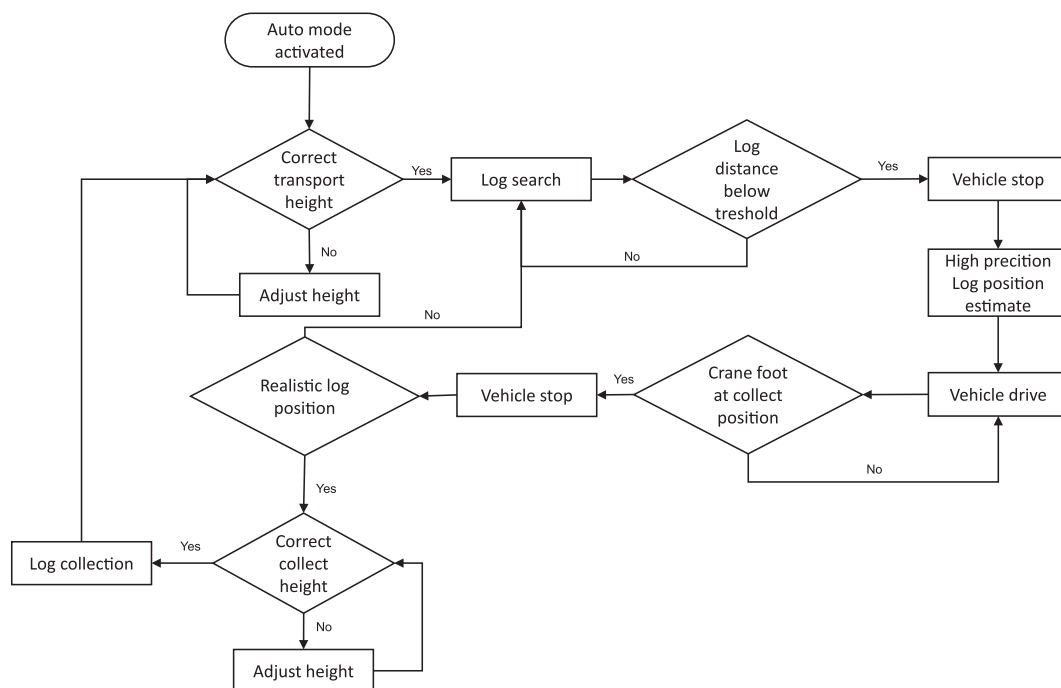 Auto mode
activated
Correct
transport
height
Yes
Log search
Log
distance
below
treshold
Yes
Vehicle stop
No
No
Adjust height
High precition
Log position
estimate
No
Realistic log
position
Vehicle stop
Yes
Crane foot
at collect
position
Vehicle drive
No
Yes
Log collection
Yes
Correct
collect
height
No
Adjust height